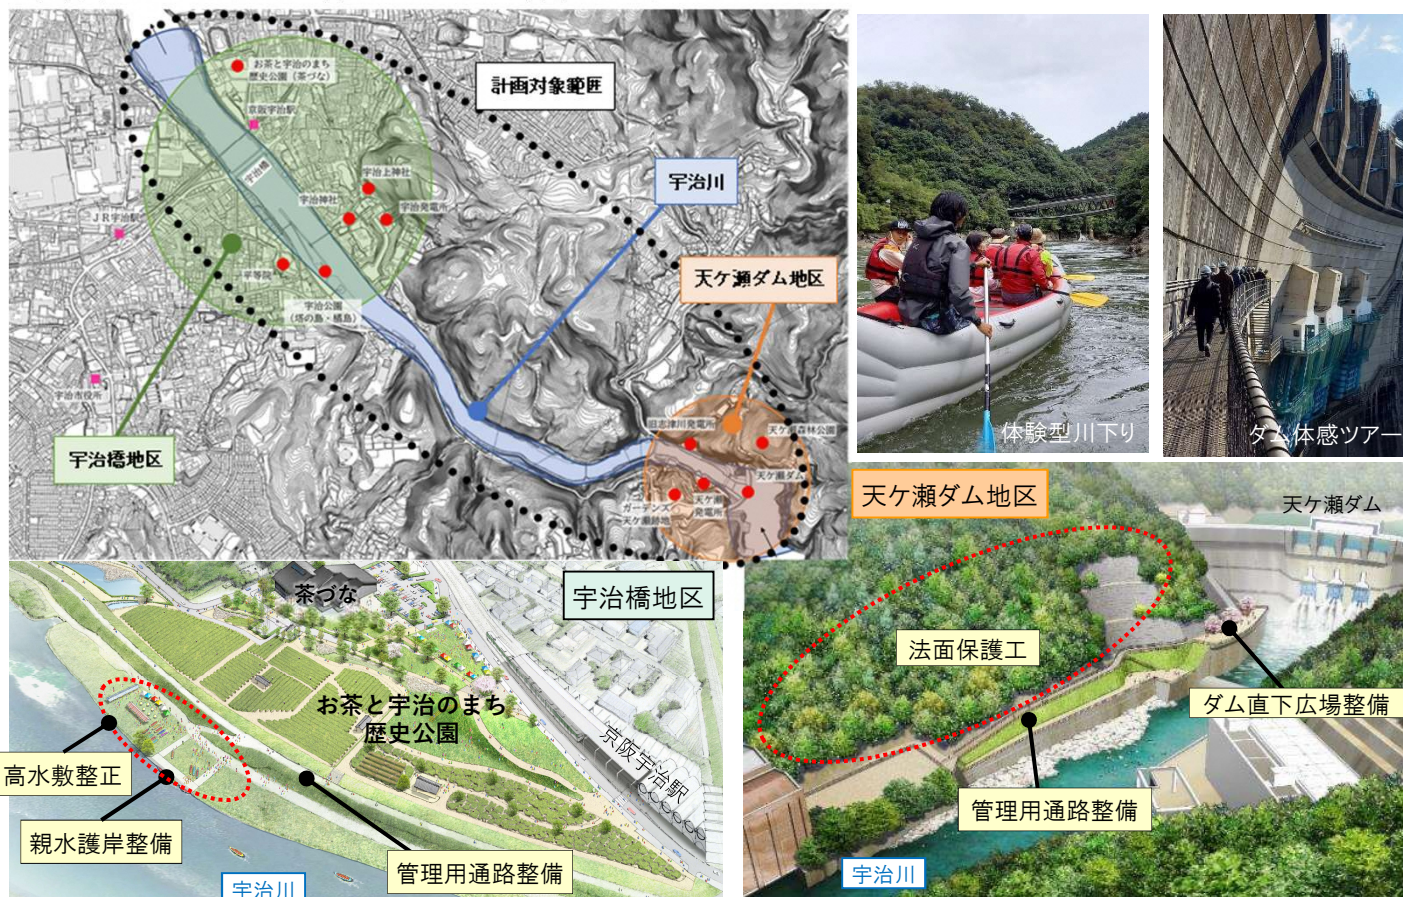 お茶と宇治のまち
歴史公園(茶づな)
京阪宇治駅
計画対象範囲
宇治橋
宇治上神社
宇治神社
宇治発電所
宇治川
JR宇治駅
平等院
宇治公園
(塔の島・橘島)
天ケ瀬ダム地区
宇治市役所
宇治橋地区
旧志津川発電所
天ケ瀬森林公園
天ケ瀬ダム
天ケ瀬
発電所
ガーデンズ
天ケ瀬跡地
体験型川下り
ダム体感ツアー
茶づな
宇治橋地区
お茶と宇治のまち
歴史公園
京阪宇治駅
高水敷整正
親水護岸整備
管理用通路整備
宇治川
天ケ瀬ダム地区
天ケ瀬ダム
法面保護工
ダム直下広場整備
管理用通路整備
宇治川